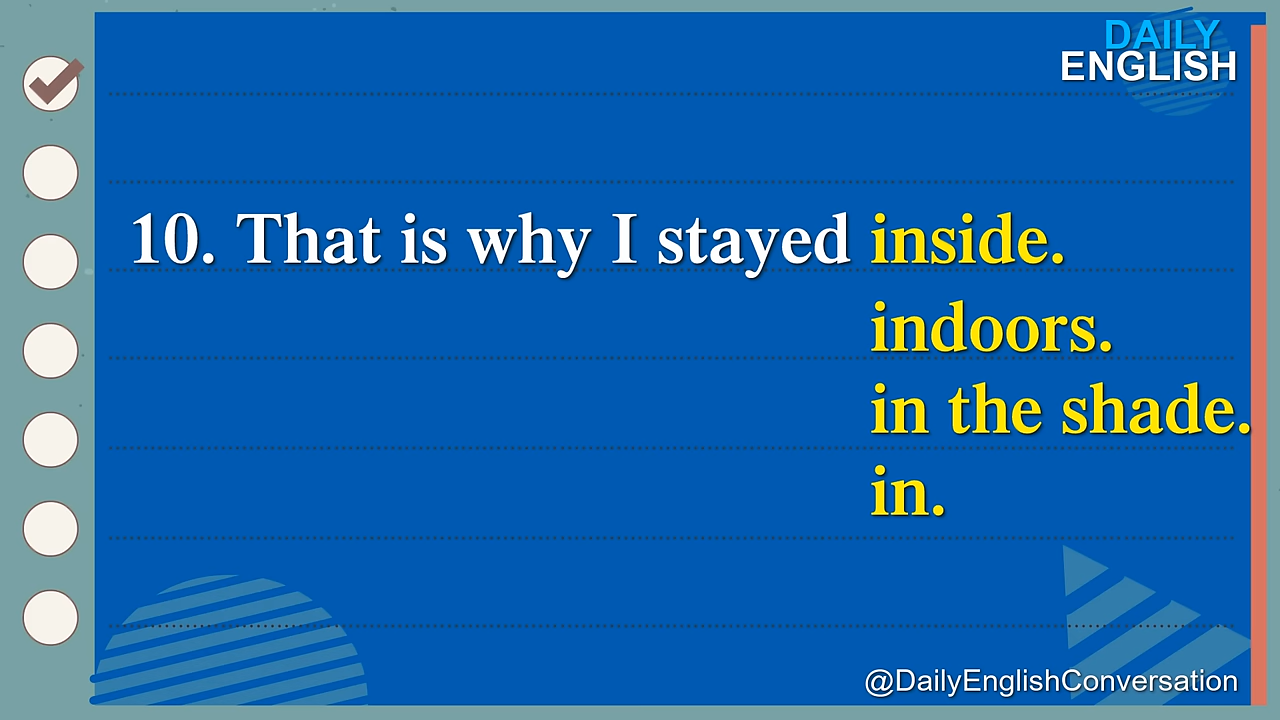 DAILY
ENGLISH
10. That is why I stayed inside.
indoors.
in the shade.
in.
@DailyEnglishConversation